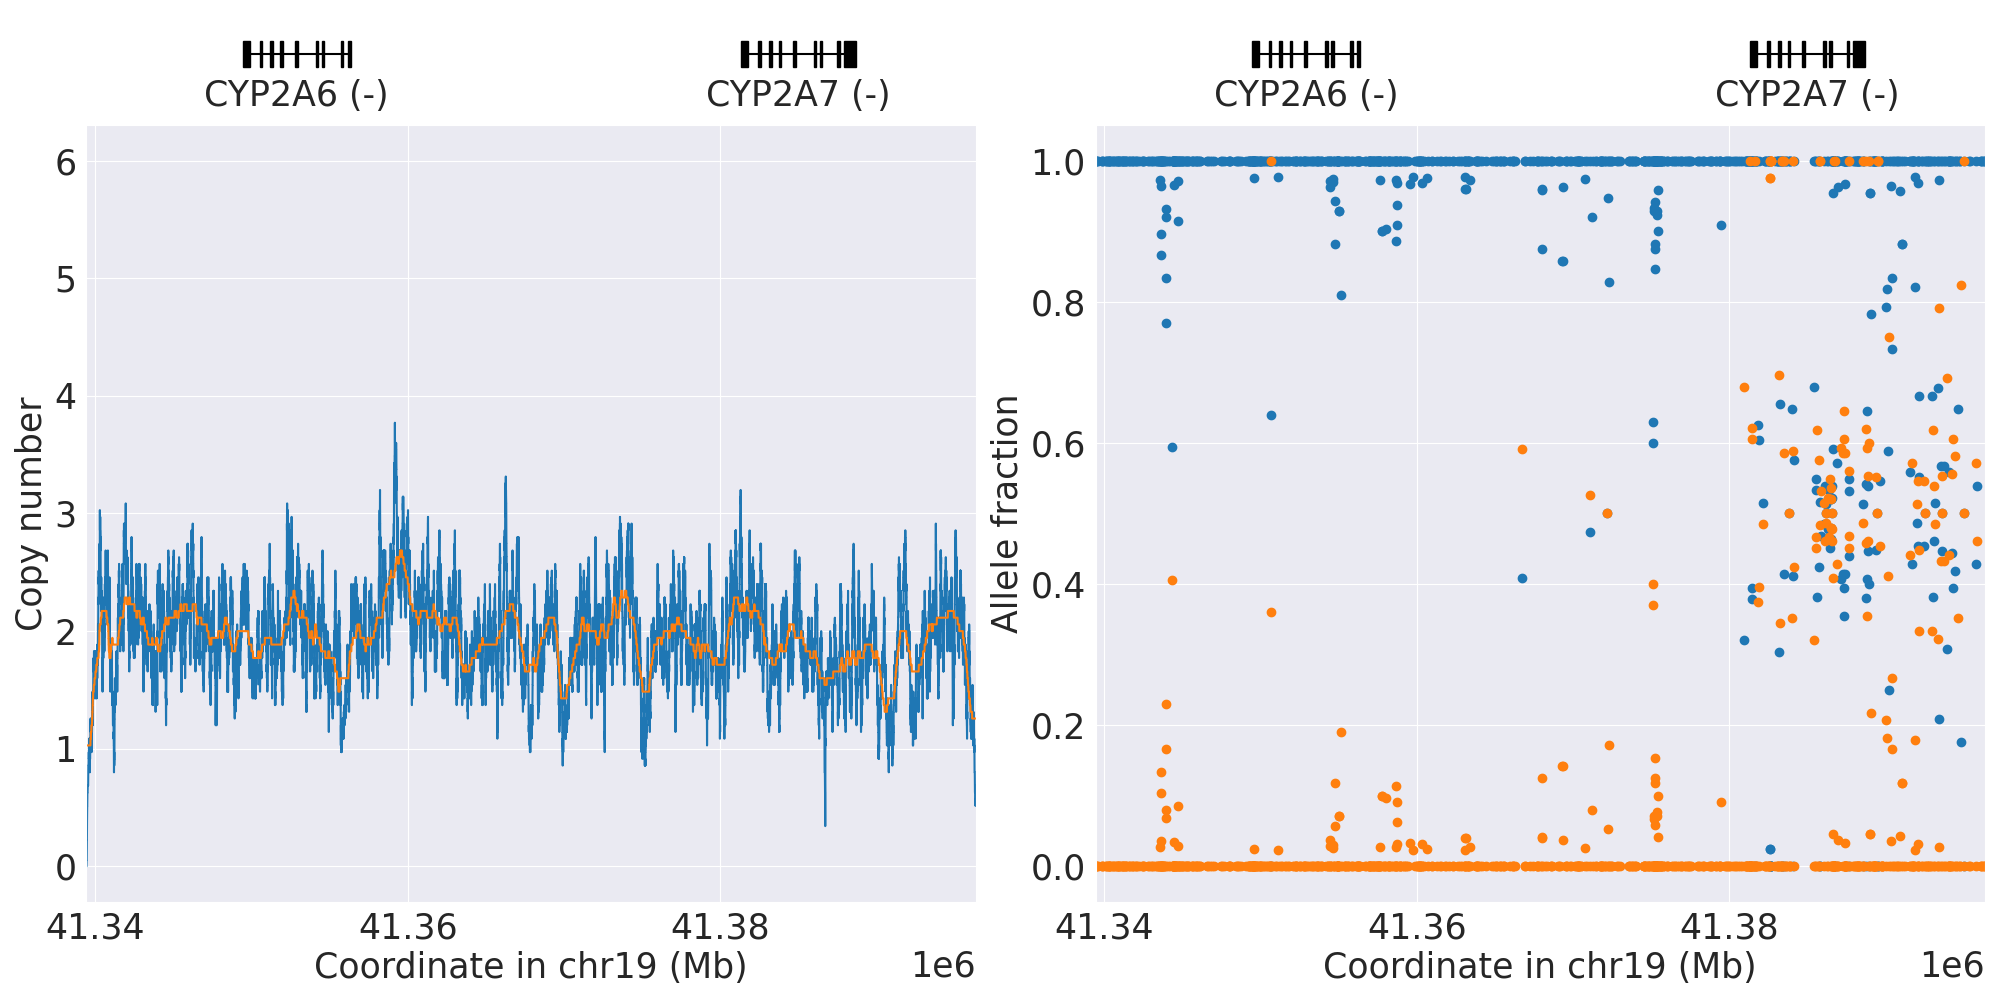 CYP2A6 (-)
CYP2A7 (-)
6
5
4
3
2
1
0
Copy number
41.34
41.36
41.38
Coordinate in chr19 (Mb)
1e6
CYP2A6 (-)
CYP2A7 (-)
1.0
0.8
0.6
0.4
0.2
0.0
Allele fraction
41.34
41.36
41.38
Coordinate in chr19 (Mb)
1e6